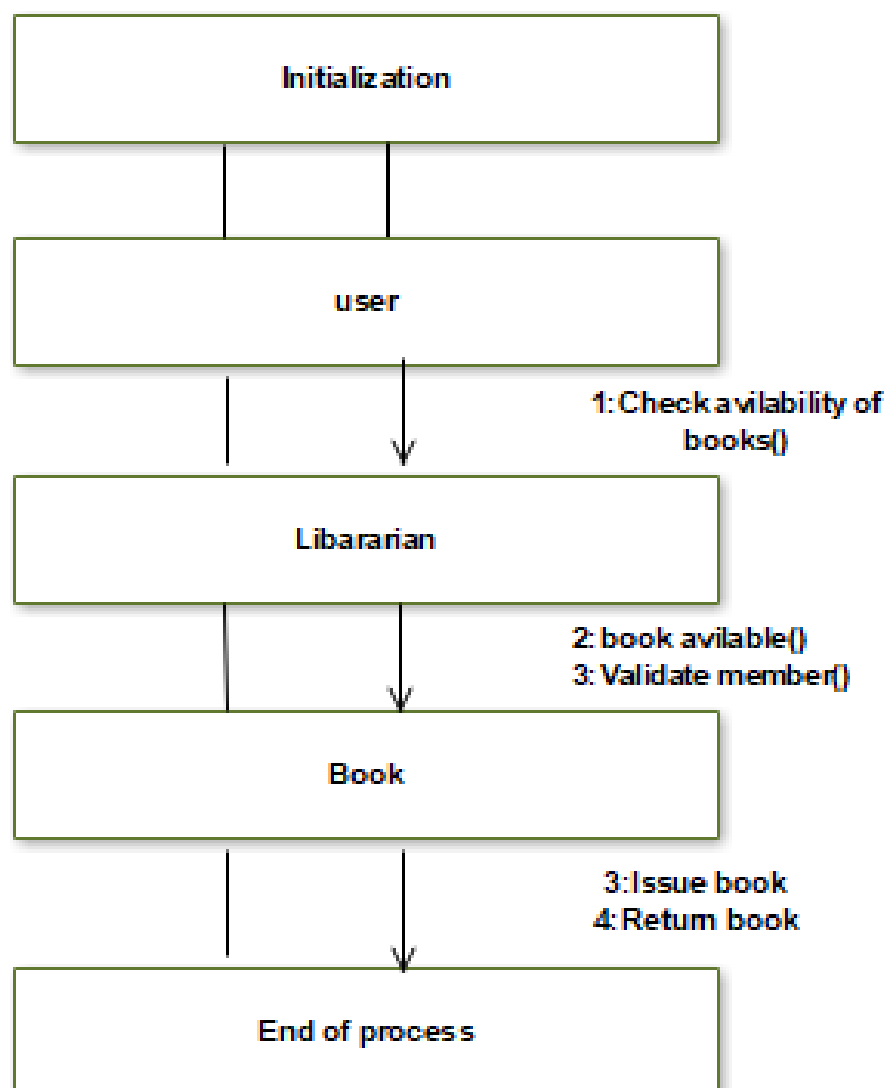 Initialization
user
1:Check avilability of
books()
Libararian
2: book avilable()
3: Validate member()
Book
3:Issue book
4:Return book
End of process